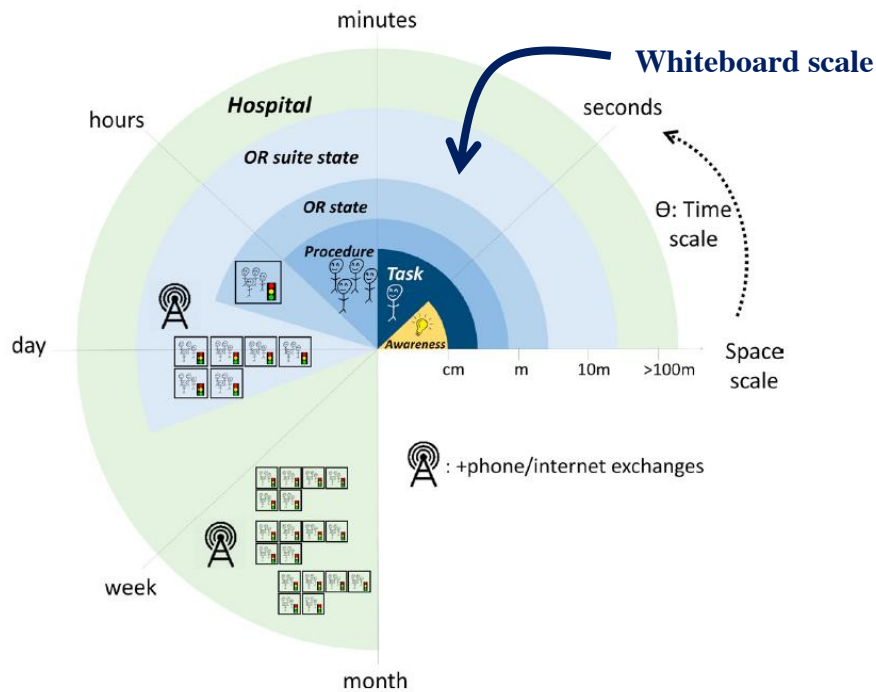 minutes
Whiteboard scale
Hospital
seconds
hours
OR suite state
OR state
Ɵ: Time
scale
Procedure
Task
Awareness
day
cm
m
10m
>100m
Space
scale
: +phone/internet exchanges
week
month